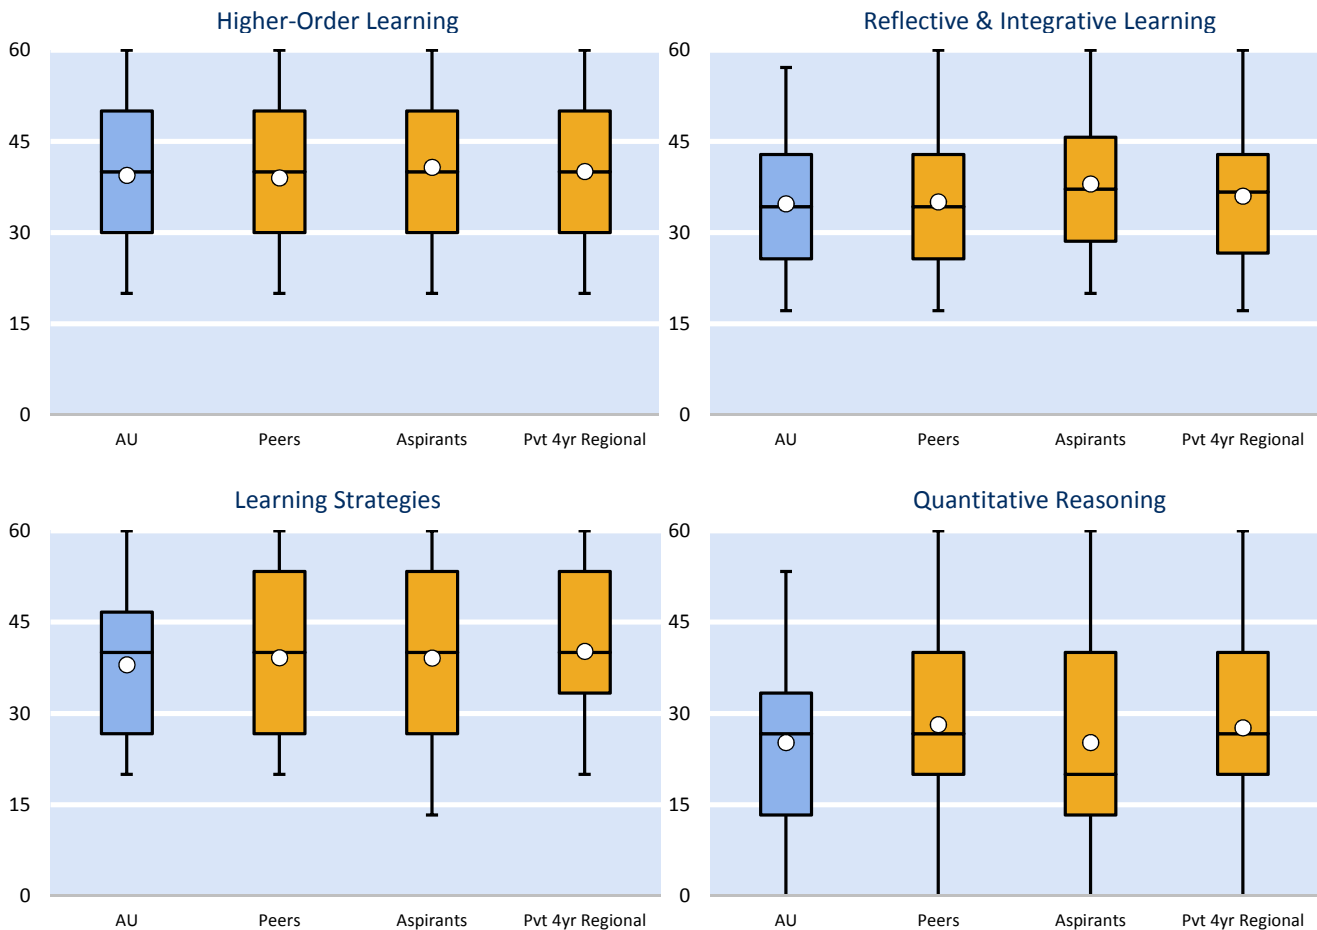 Higher-Order Learning
60
45
30
15
0
AU Peers Aspirants Pvt 4yr Regional
Reflective & Integrative Learning
60
45
30
15
0
AU Peers Aspirants Pvt 4yr Regional
Learning Strategies
60
45
30
15
0
AU Peers Aspirants Pvt 4yr Regional
Quantitative Reasoning
60
45
30
15
0
AU Peers Aspirants Pvt 4yr Regional